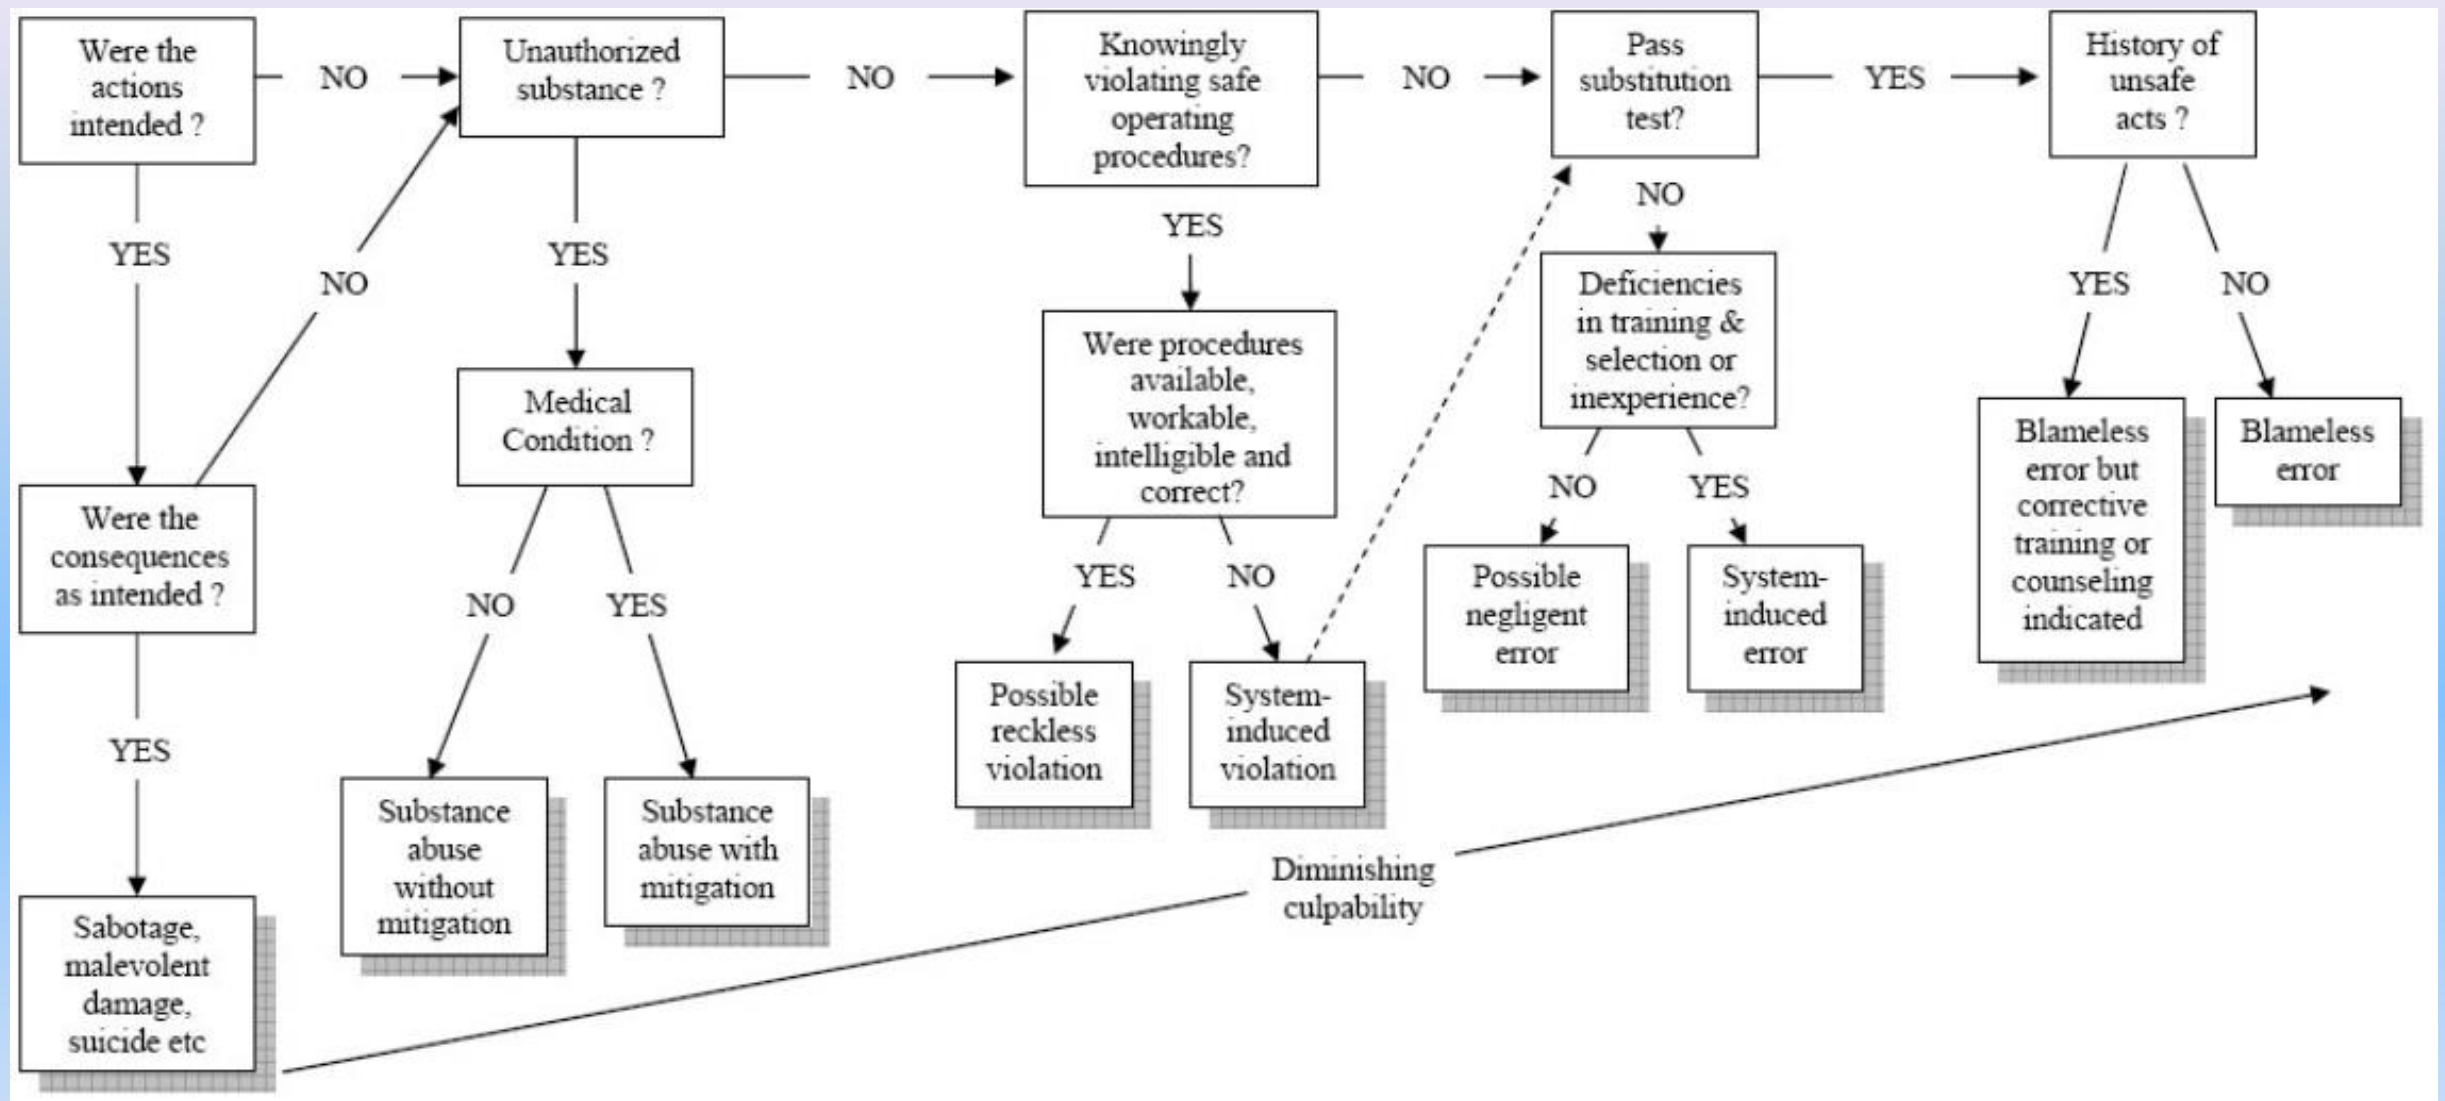 Were the
actions
intended ?
NO
Unauthorized
substance ?
NO
Knowingly
violating safe
operating
procedures?
NO
Pass
substitution
test?
YES
History of
unsafe
acts ?
YES
NO
YES
YES
NO
YES
NO
Were the
consequences
as intended ?
Medical
Condition ?
Were procedures
available,
workable,
intelligible and
correct?
Deficiencies
in training &
selection or
inexperience?
Blameless
error but
corrective
training or
counseling
indicated
Blameless
error
YES
NO
YES
YES
NO
NO
YES
Sabotage,
malevolent
damage,
suicide etc
Substance
abuse
without
mitigation
Substance
abuse with
mitigation
Possible
reckless
violation
System-
induced
violation
Possible
negligent
error
System-
induced
error
Diminishing
culpability